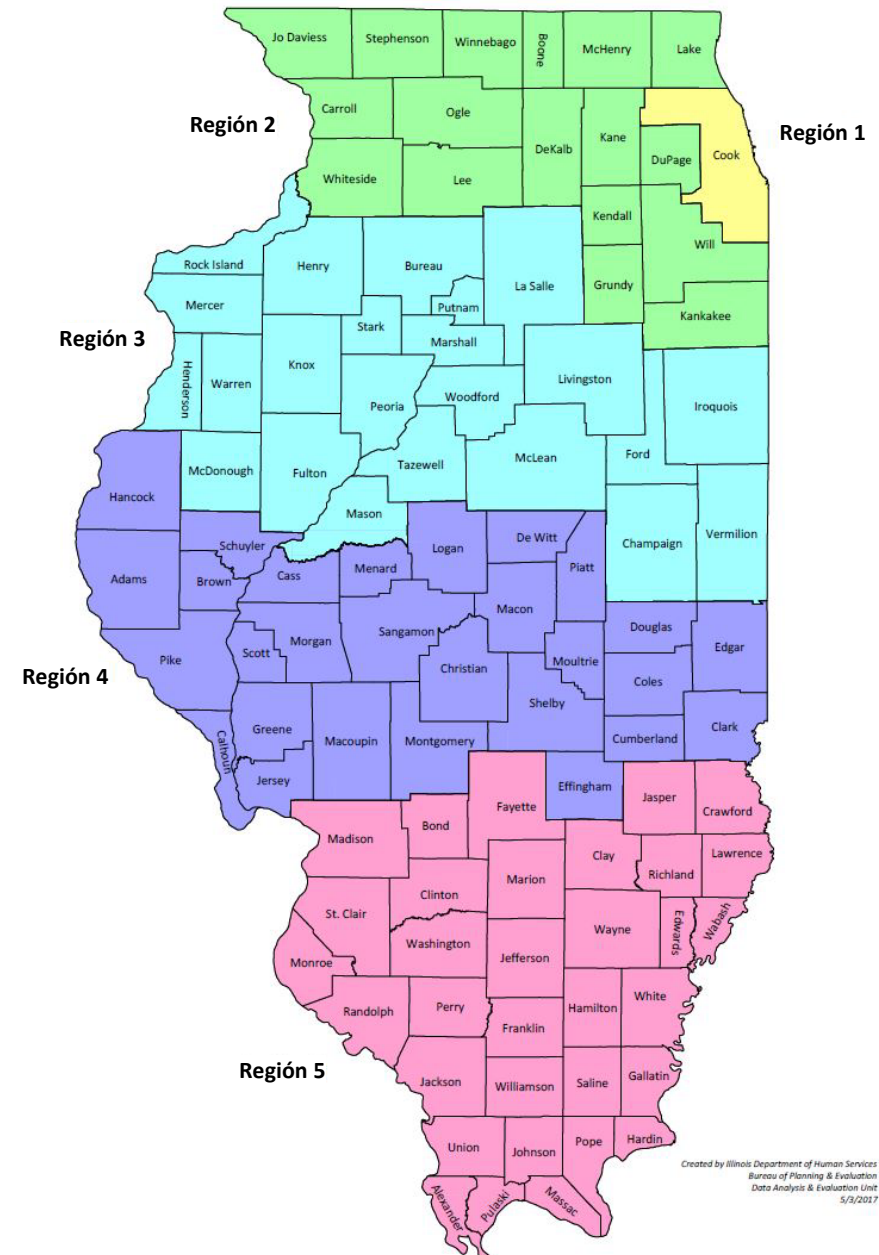 Jo Daviess
Stephenson
Winnebago
Boone
McHenry
Lake
Carroll
Ogle
Región 2
DeKalb
Kane
DuPage
Cook
Región 1
Whiteside
Lee
Kendall
Will
Rock Island
Henry
Bureau
La Salle
Grundy
Mercer
Putnam
Kankakee
Región 3
Stark
Marshall
Henderson
Warren
Knox
Peoria
Woodford
Livingston
Iroquois
McDonough
Fulton
Tazewell
McLean
Ford
Hancock
Mason
Champaign
Vermilion
Schuyler
Logan
De Witt
Piatt
Adams
Brown
Cass
Menard
Macon
Douglas
Edgar
Pike
Scott
Morgan
Sangamon
Christian
Moultrie
Coles
Región 4
Shelby
Calhoun
Greene
Macoupin
Montgomery
Cumberland
Clark
Jersey
Effingham
Fayette
Jasper
Crawford
Madison
Bond
Clay
Richland
Lawrence
Marion
Clinton
St. Clair
Wayne
Edwards
Wabash
Washington
Jefferson
Monroe
Randolph
Perry
Hamilton
White
Franklin
Región 5
Jackson
Williamson
Saline
Gallatin
Union
Johnson
Pope
Hardin
Alexander
Pulaski
Massac
Created by Illinois Department of Human Services
Bureau of Planning & Evaluation
Data Analysis & Evaluation Unit
5/3/2017